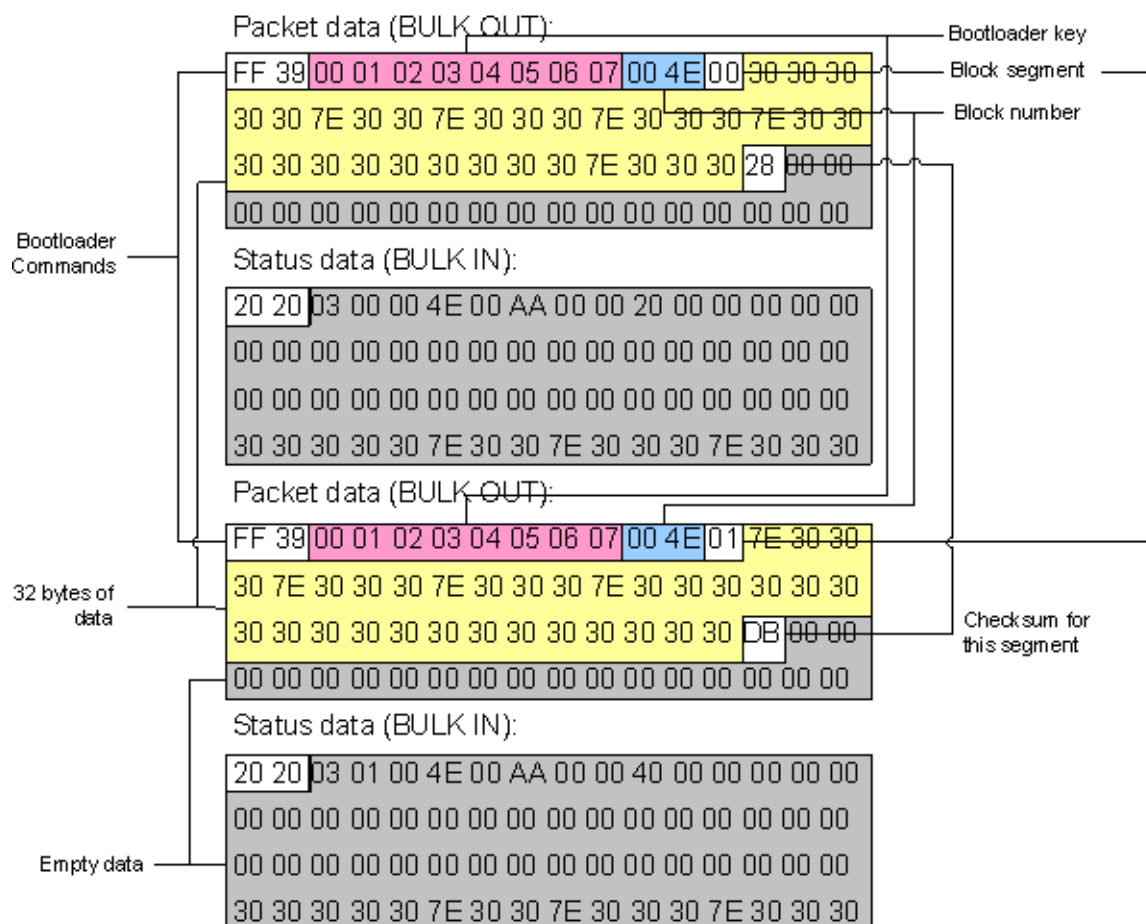 Packet data (BULK OUT):
Bootloader key
FF 39 00 01 02 03 04 05 06 07 00 4E 00 30 30 30
Block segment
30 30 7E 30 30 7E 30 30 30 7E 30 30 30 7E 30 30
Block number
30 30 30 30 30 30 30 30 30 7E 30 30 30 28 00 00
00 00 00 00 00 00 00 00 00 00 00 00 00 00 00 00
Bootloader
Commands
Status data (BULK IN):
20 20 03 00 00 4E 00 AA 00 00 20 00 00 00 00 00
00 00 00 00 00 00 00 00 00 00 00 00 00 00 00 00
00 00 00 00 00 00 00 00 00 00 00 00 00 00 00 00
30 30 30 30 30 7E 30 30 7E 30 30 30 7E 30 30 30
Packet data (BULK OUT):
FF 39 00 01 02 03 04 05 06 07 00 4E 01 7E 30 30
30 7E 30 30 30 7E 30 30 30 7E 30 30 30 30 30 30
32 bytes of
data
30 30 30 30 30 30 30 30 30 30 30 30 30 DB 00 00
Checksum for
this segment
00 00 00 00 00 00 00 00 00 00 00 00 00 00 00 00
Status data (BULK IN):
20 20 03 01 00 4E 00 AA 00 00 40 00 00 00 00 00
00 00 00 00 00 00 00 00 00 00 00 00 00 00 00 00
Empty data
00 00 00 00 00 00 00 00 00 00 00 00 00 00 00 00
30 30 30 30 30 7E 30 30 7E 30 30 30 7E 30 30 30